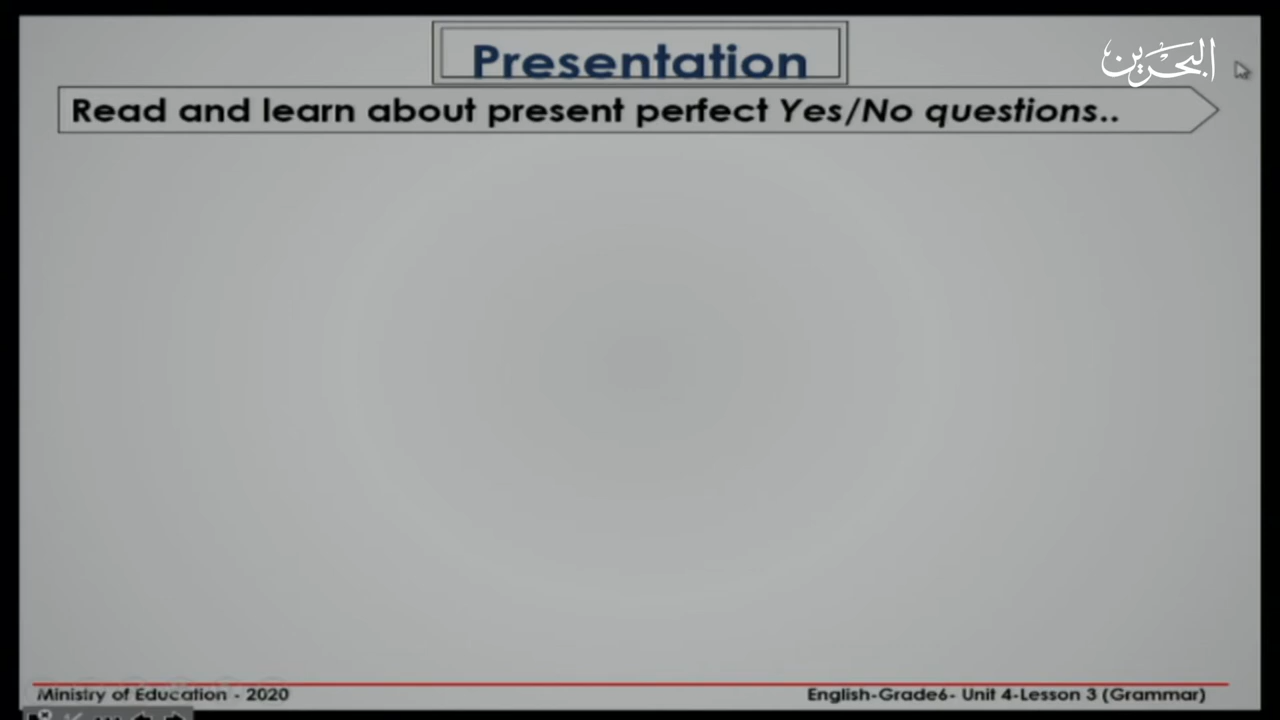 Presentation
البحرين
Read and learn about present perfect Yes/No questions..
Ministry of Education - 2020
English-Grade6- Unit 4-Lesson 3 (Grammar)